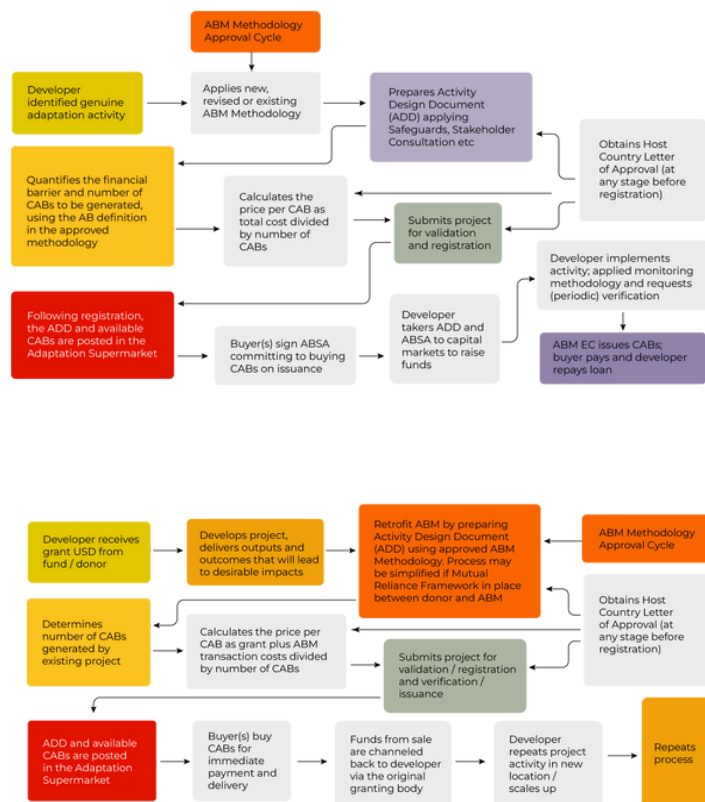 ABM Methodology
Approval Cycle
Developer
identified genuine
adaptation activity
Applies new,
revised or existing
ABM Methodology
Prepares Activity
Design Document
(ADD) applying
Safeguards, Stakeholder
Consultation etc
Obtains Host
Country Letter
of Approval (at
any stage before
registration)
Quantifies the financial
barrier and number of
CABs to be generated,
using the AB definition
in the approved
methodology
Calculates the
price per CAB as
total cost divided
by number of
CABs
Submits project
for validation
and registration
Developer implements
activity; applied monitoring
methodology and requests
(periodic) verification
Following registration,
the ADD and available
CABs are posted in the
Adaptation Supermarket
Buyer(s) sign ABSA
committing to buying
CABs on issuance
Developer
takers ADD and
ABSA to capital
markets to raise
funds
ABM EC issues CABs;
buyer pays and developer
repays loan
Developer receives
grant USD from
fund / donor
Develops project,
delivers outputs and
outcomes that will lead
to desirable impacts
Retrofit ABM by preparing
Activity Design Document
(ADD) using approved ABM
Methodology. Process may
be simplified if Mutual
Reliance Framework in place
between donor and ABM
ABM Methodology
Approval Cycle
Obtains Host
Country Letter
of Approval (at
any stage before
registration)
Determines
number of CABs
generated by
existing project
Calculates the price per
CAB as grant plus ABM
transaction costs divided
by number of CABs
Submits project for
validation / registration
and verification /
issuance
ADD and available
CABs are posted
in the Adaptation
Supermarket
Buyer(s) buy
CABs for
immediate
payment and
delivery
Funds from sale
are channeled
back to developer
via the original
granting body
Developer
repeats project
activity in new
location /
scales up
Repeats
process